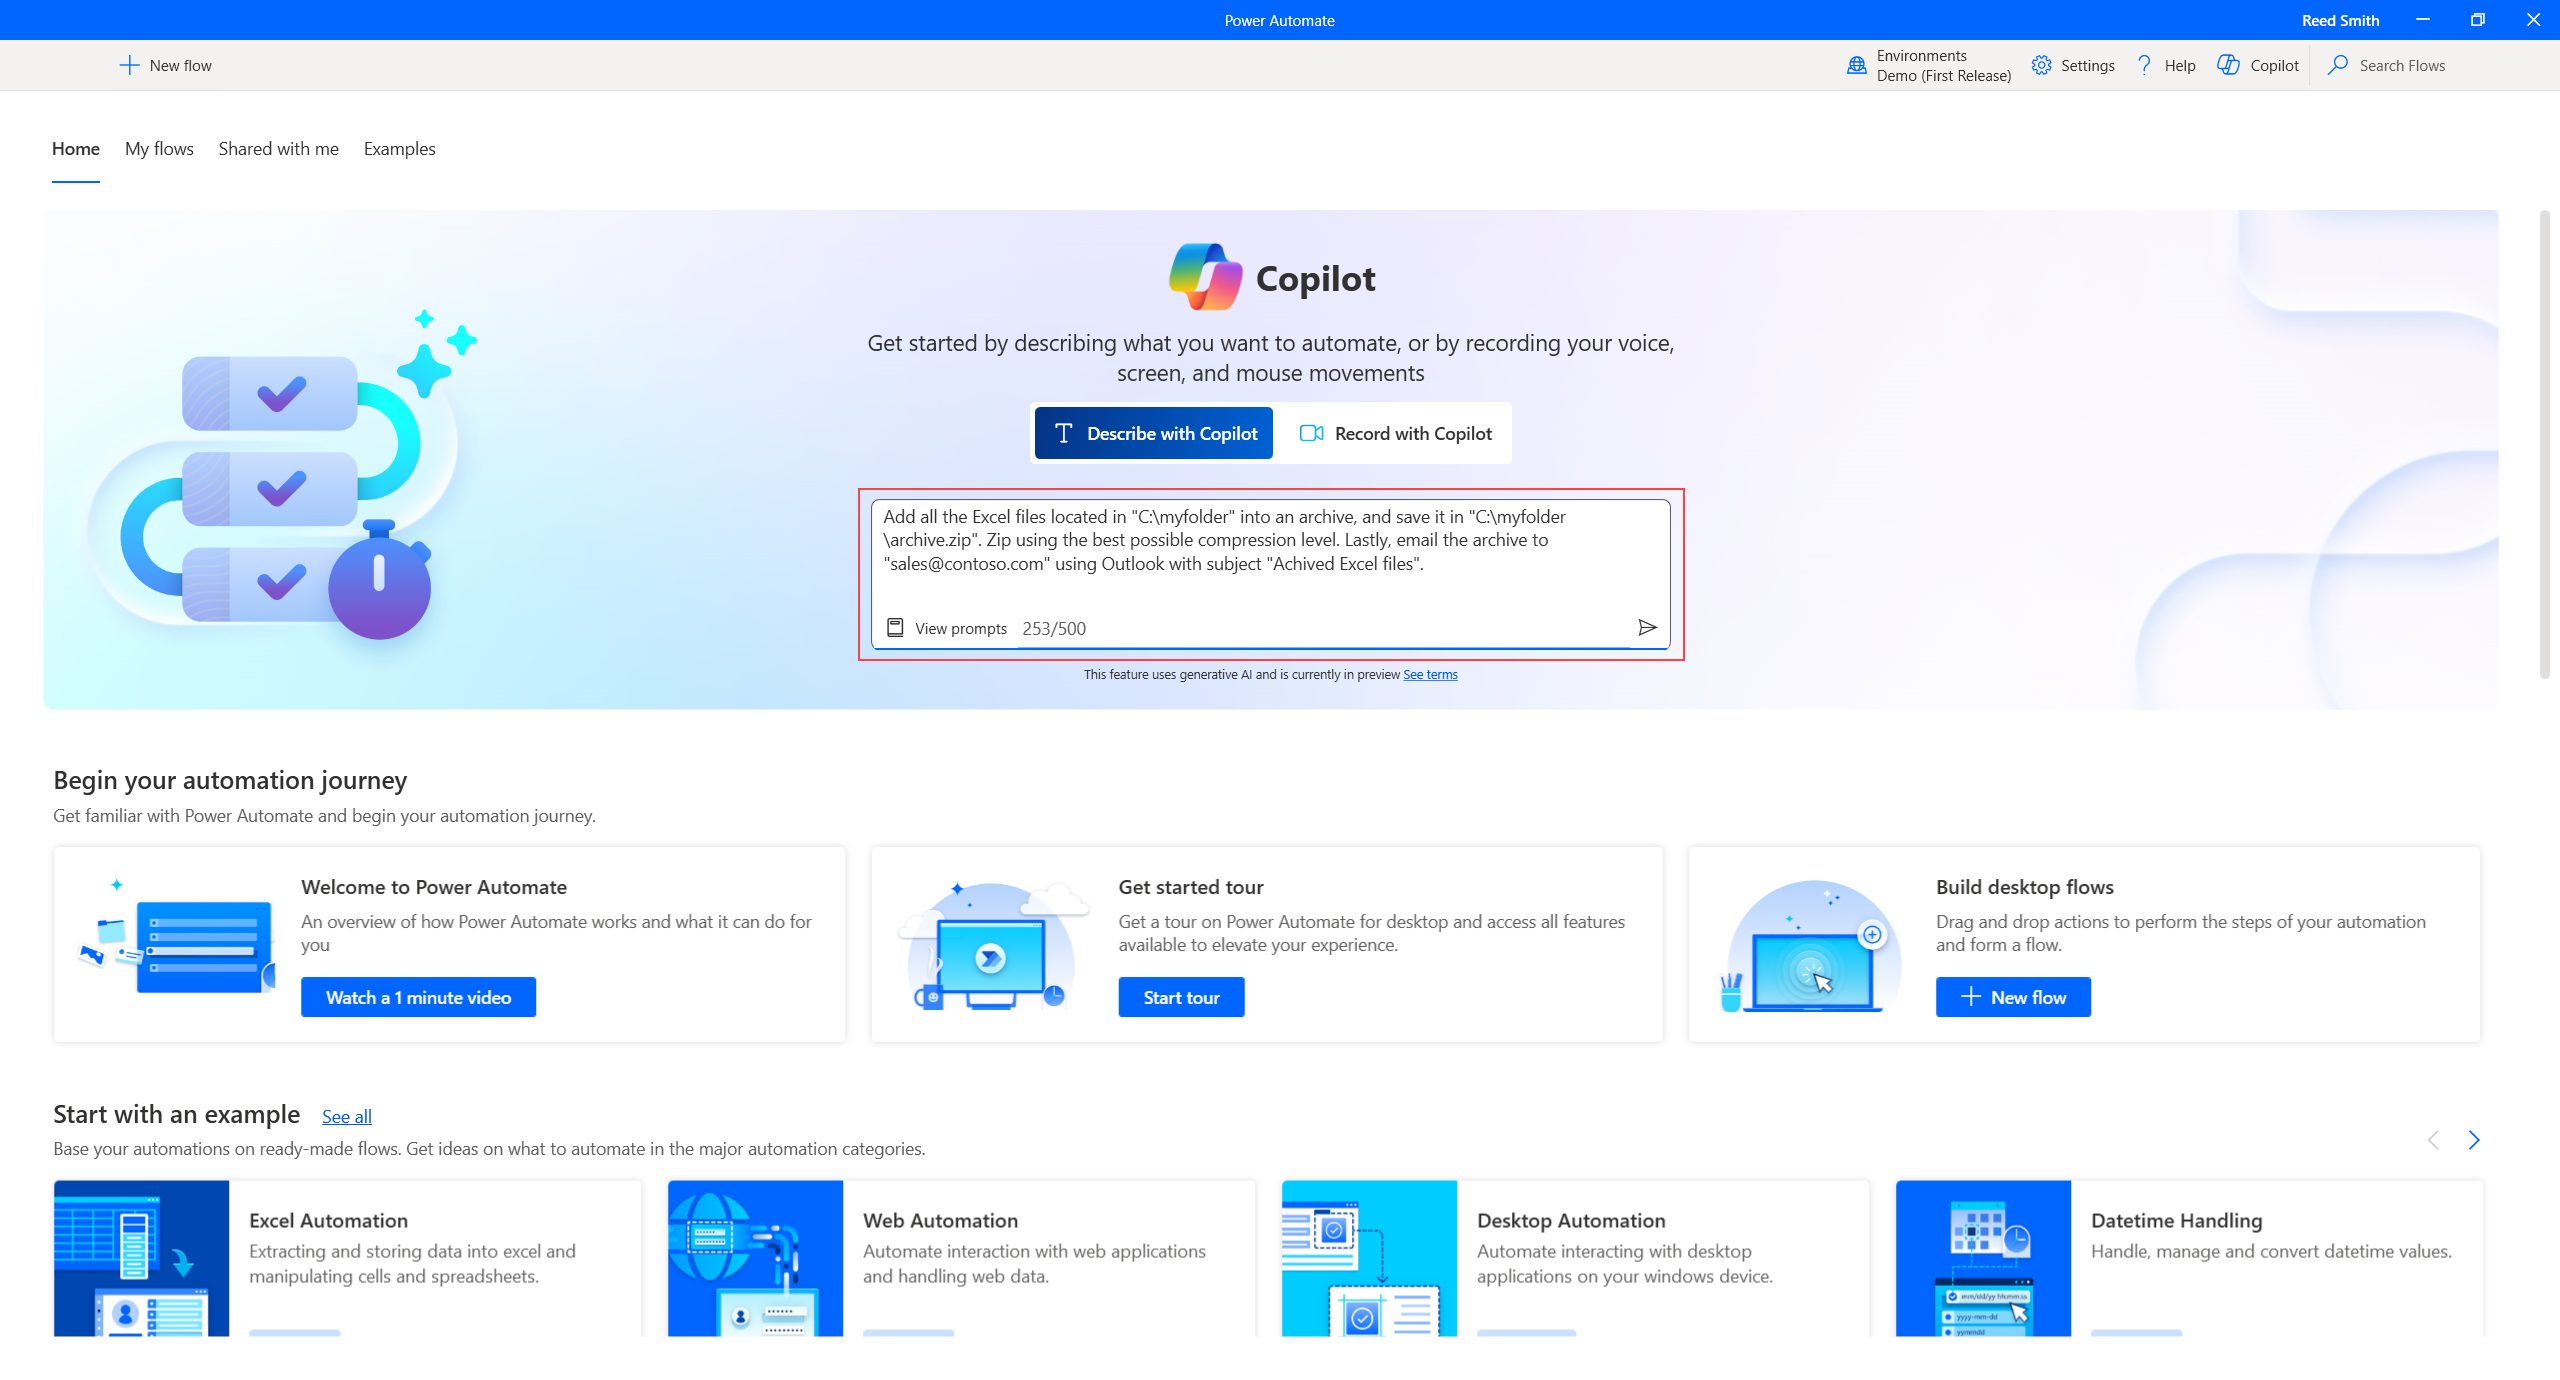 Power Automate
Reed Smith
New flow
Environments
Demo (First Release)
Settings
Help
Copilot
Search Flows
Home
My flows
Shared with me
Examples
Copilot
Get started by describing what you want to automate, or by recording your voice,
screen, and mouse movements
Describe with Copilot
Record with Copilot
Add all the Excel files located in "C:\myfolder" into an archive, and save it in "C:\myfolder
\archive.zip". Zip using the best possible compression level. Lastly, email the archive to
"sales@contoso.com" using Outlook with subject "Achived Excel files".
View prompts
253/500
This feature uses generative AI and is currently in preview See terms
Begin your automation journey
Get familiar with Power Automate and begin your automation journey.
Welcome to Power Automate
An overview of how Power Automate works and what it can do for
you
Watch a 1 minute video
Get started tour
Get a tour on Power Automate for desktop and access all features
available to elevate your experience.
Start tour
Build desktop flows
Drag and drop actions to perform the steps of your automation
and form a flow.
New flow
Start with an example
See all
Base your automations on ready-made flows. Get ideas on what to automate in the major automation categories.
Excel Automation
Extracting and storing data into excel and
manipulating cells and spreadsheets.
Web Automation
Automate interaction with web applications
and handling web data.
Desktop Automation
Automate interacting with desktop
applications on your windows device.
Datetime Handling
Handle, manage and convert datetime values.
mm/dd/yy hh:mm:ss
yyyy-mm-dd
yymmdd